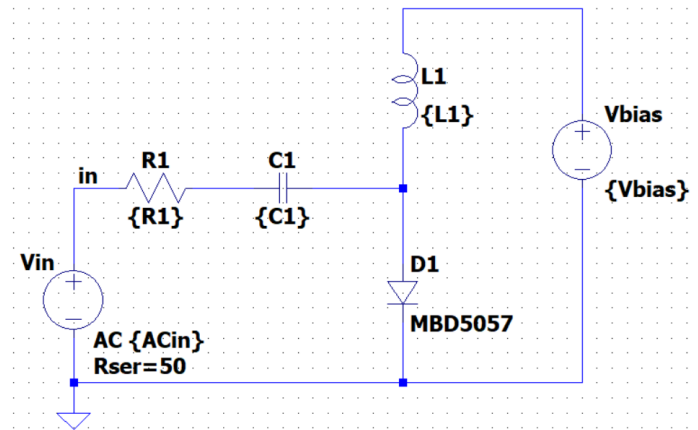 L1
{L1}
Vbias
{Vbias}
R1
{R1}
C1
{C1}
in
Vin
AC {ACin}
Rser=50
D1
MBD5057